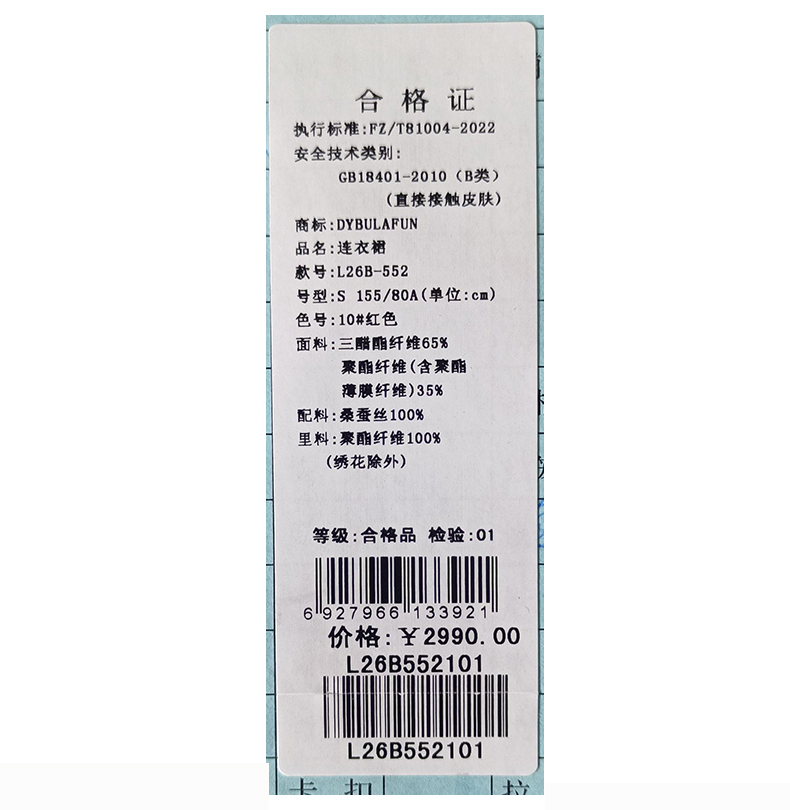 合格证
执行标准:FZ/T81004-2022
安全技术类别:
GB18401-2010（B类）
(直接接触皮肤)
商标:DYBULAFUN
品名:连衣裙
款号:L26B-552
号型:S 155/80A(单位:cm)
色号:10#红色
面料:三醋酯纤维65%
聚酯纤维(含聚酯
薄膜纤维)35%
配料:桑蚕丝100%
里料:聚酯纤维100%
(绣花除外)
等级:合格品 检验:01
6 927966 133921
价格:￥2990.00
L26B552101
L26B552101
卡扣
拉